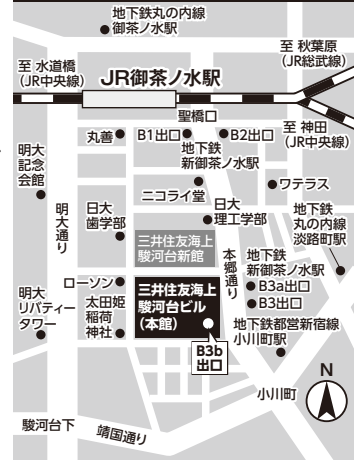 地下鉄丸の内線
御茶ノ水駅
至 秋葉原
(JR総武線)
至 水道橋
(JR中央線)
JR御茶ノ水駅
聖橋口
至 神田
(JR中央線)
丸善
B1出口
B2出口
地下鉄
新御茶ノ水駅
明大
記念
会館
ニコライ堂
ワテラス
明大通り
日大
歯学部
日大
理工学部
地下鉄
丸の内線
淡路町駅
三井住友海上
駿河台新館
本郷通り
地下鉄
新御茶ノ水駅
B3a出口
B3出口
ローソン
三井住友海上
駿河台ビル
(本館)
明大
リバティー
タワー
太田姫
稲荷
神社
地下鉄都営新宿線
小川町駅
B3b
出口
N
小川町
駿河台下
靖国通り